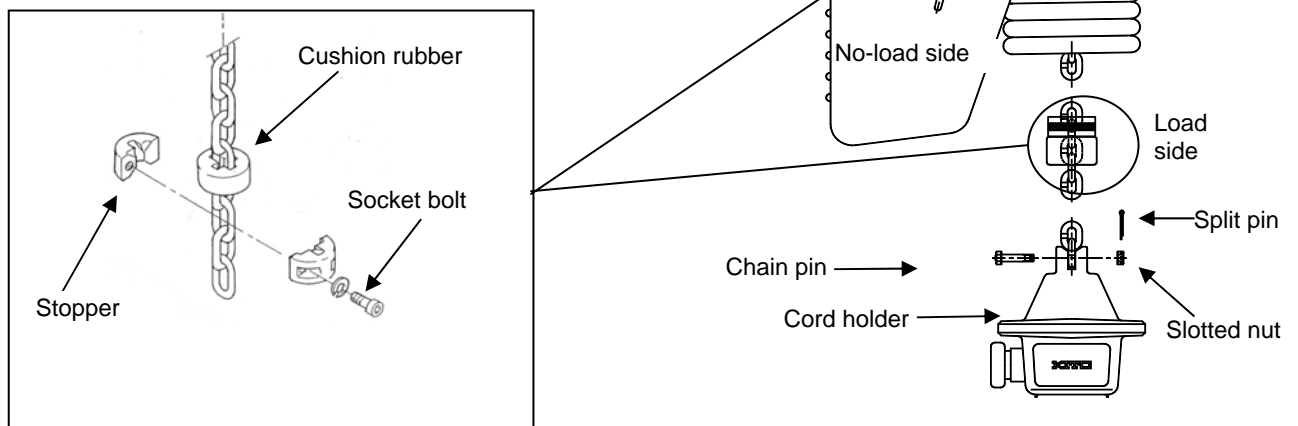 Cushion rubber
Socket bolt
Stopper
No-load side
Load
side
Split pin
Chain pin
Cord holder
Slotted nut